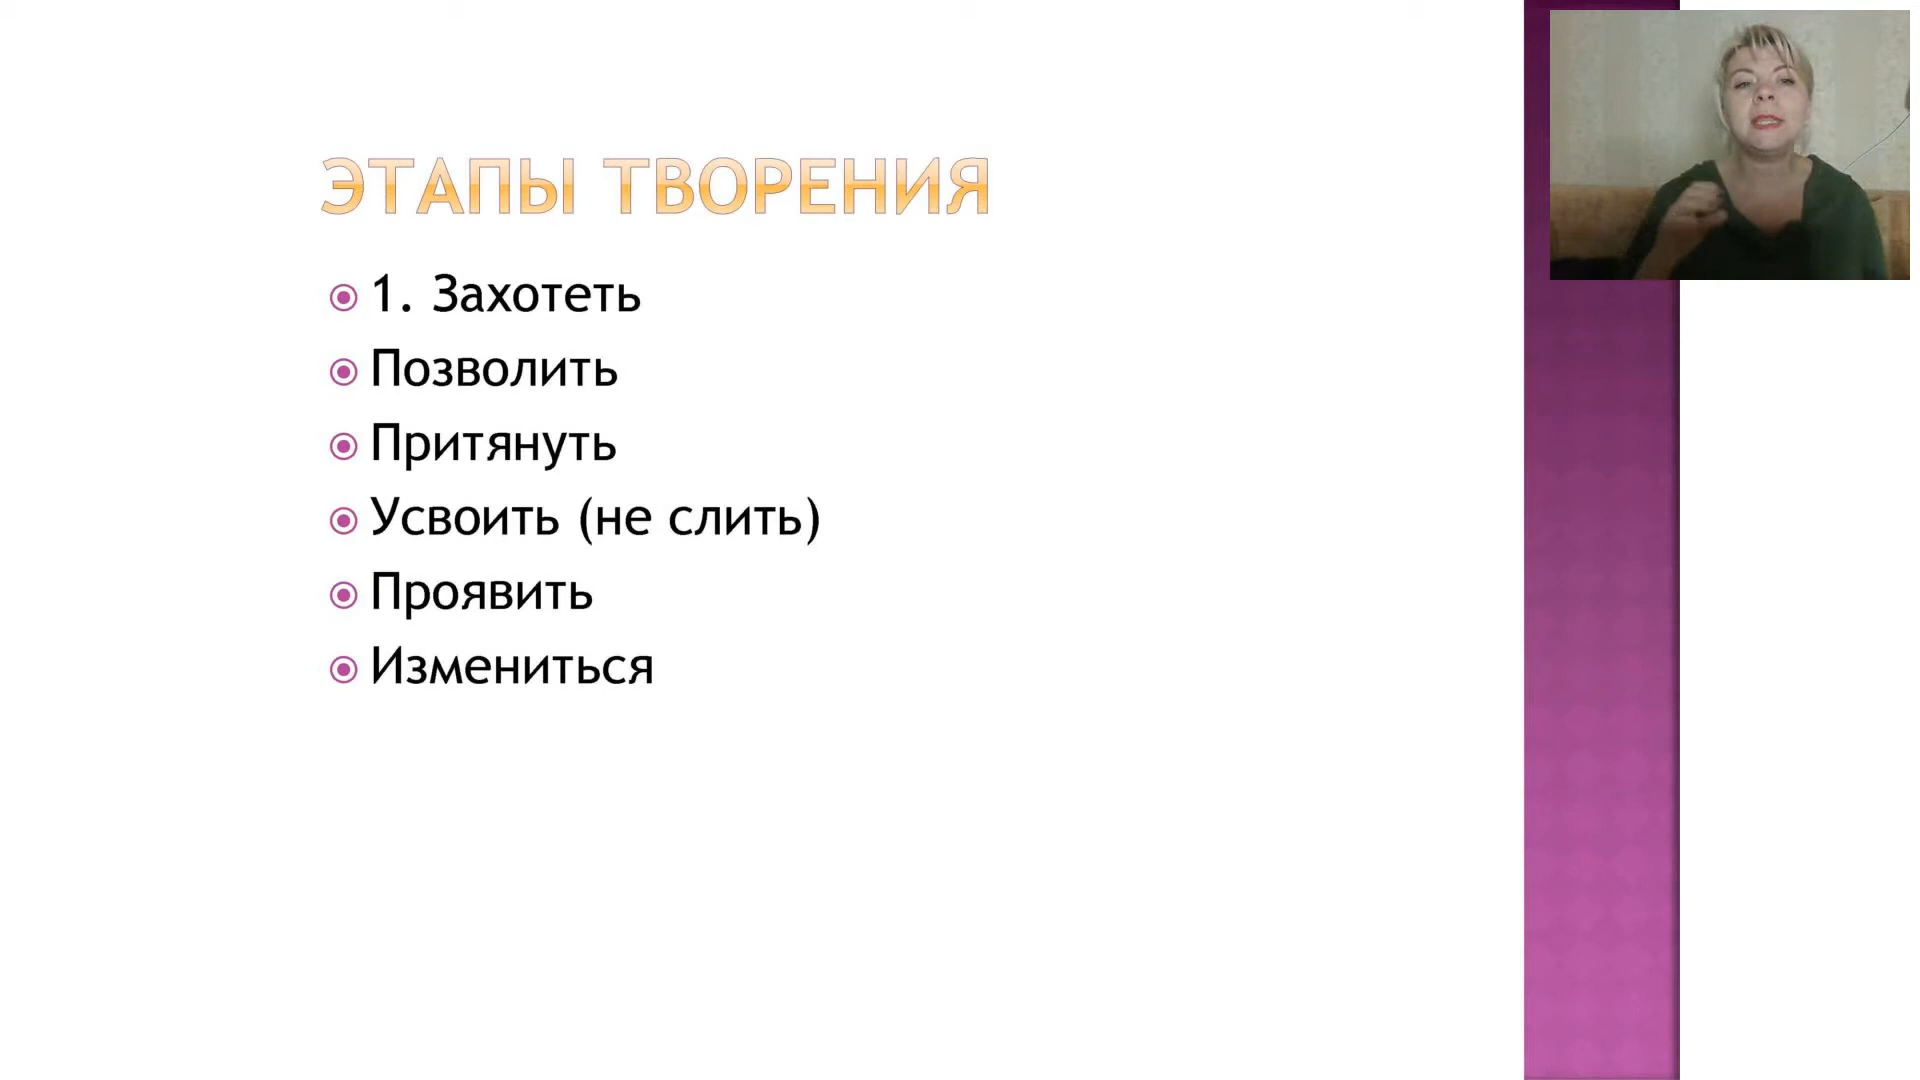 ЭТАПЫ ТВОРЕНИЯ
1. Захотеть
Позволить
Притянуть
Усвоить (не слить)
Проявить
Измениться